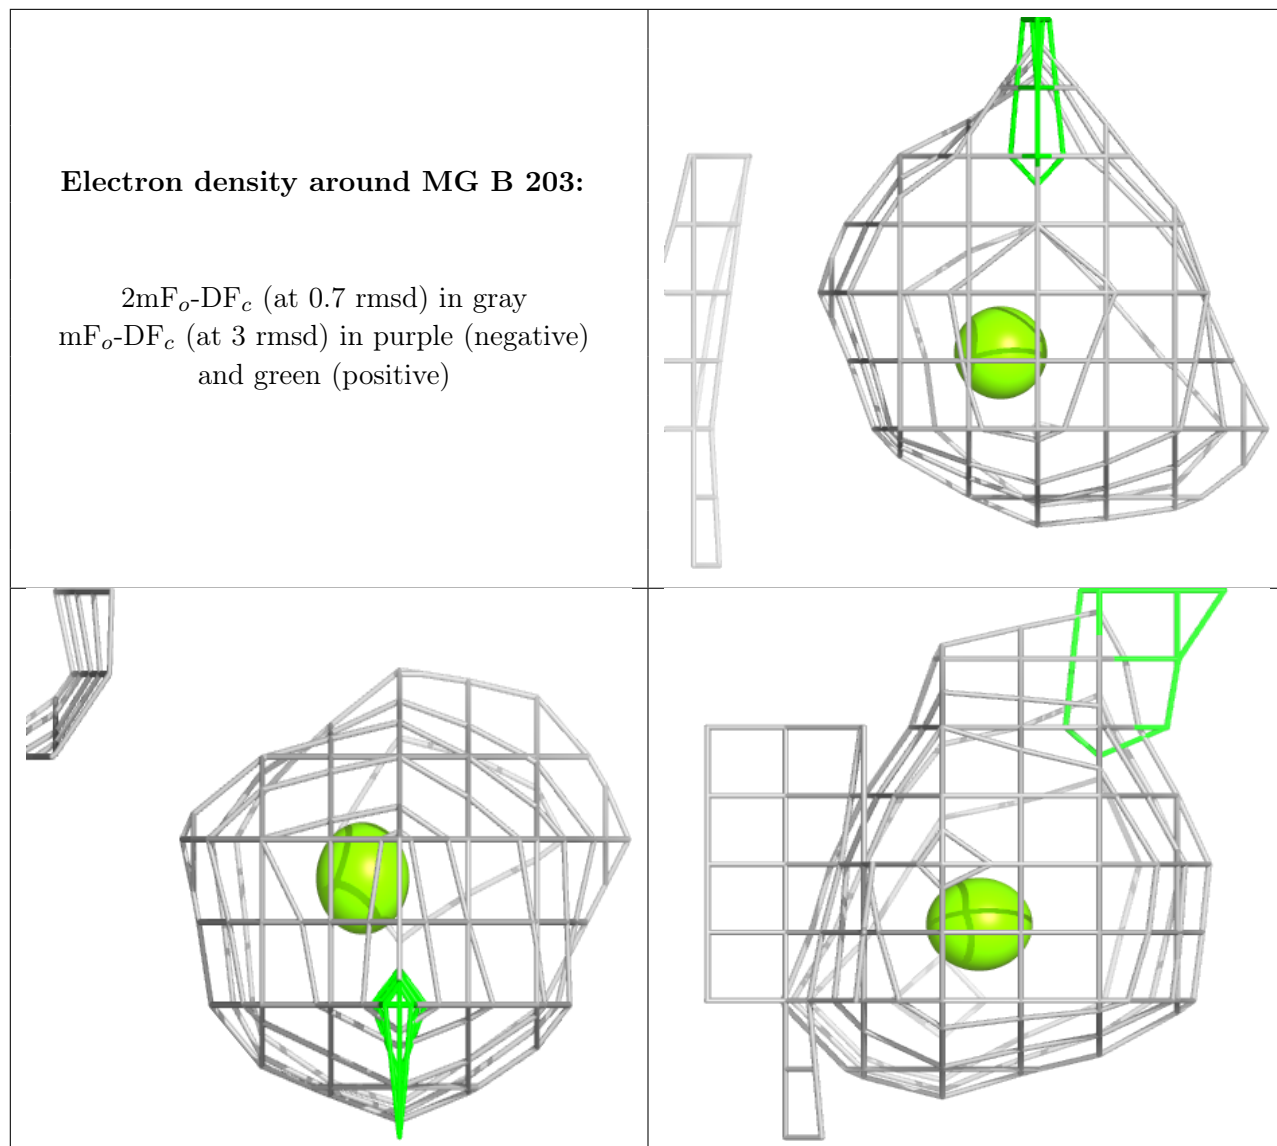 Electron density around MG B 203:
2mFo-DFc (at 0.7 rmsd) in gray
mFo-DFc (at 3 rmsd) in purple (negative)
and green (positive)